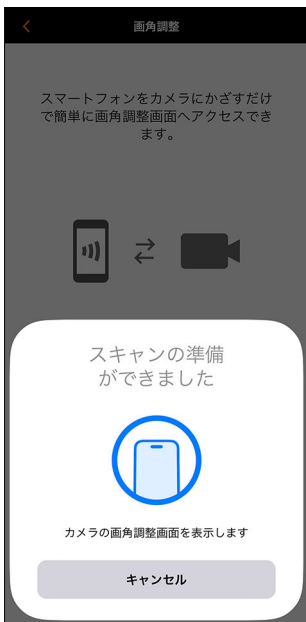 画角調整
スマートフォンをカメラにかざすだけ
で簡単に画角調整画面へアクセスでき
ます。
スキャンの準備
ができました
カメラの画角調整画面を表示します
キャンセル